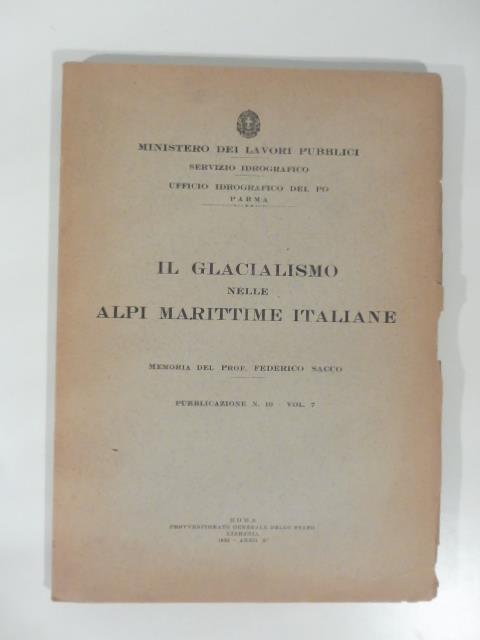 MINISTERO DEI LAVORI PUBBLICI
SERVIZIO IDROGRAFICO
UFFICIO IDROGRAFICO DEL PO
PARMA
IL GLACIALISMO
NELLE
ALPI MARITTIME ITALIANE
MEMORIA DEL PROF. FEDERICO SACCO
PUBBLICAZIONE N. 10 - VOL. 7
ROMA
PROVVEDITORATO GENERALE DELLO STATO
LIBRERIA
ANNO